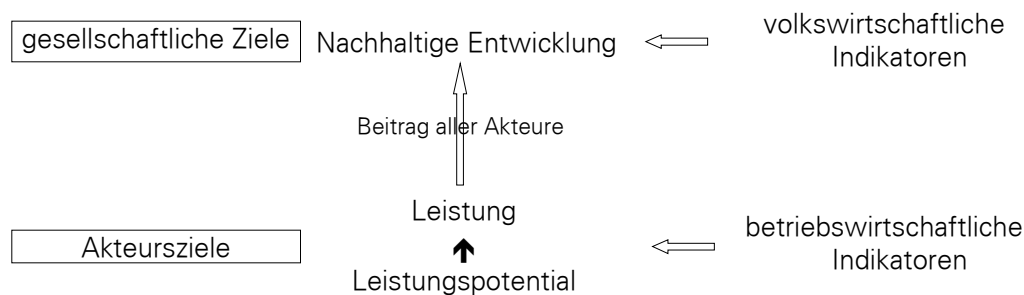 gesellschaftliche Ziele
Nachhaltige Entwicklung
volkswirtschaftliche
Indikatoren
Beitrag aller Akteure
Leistung
Akteursziele
Leistungspotential
betriebswirtschaftliche
Indikatoren